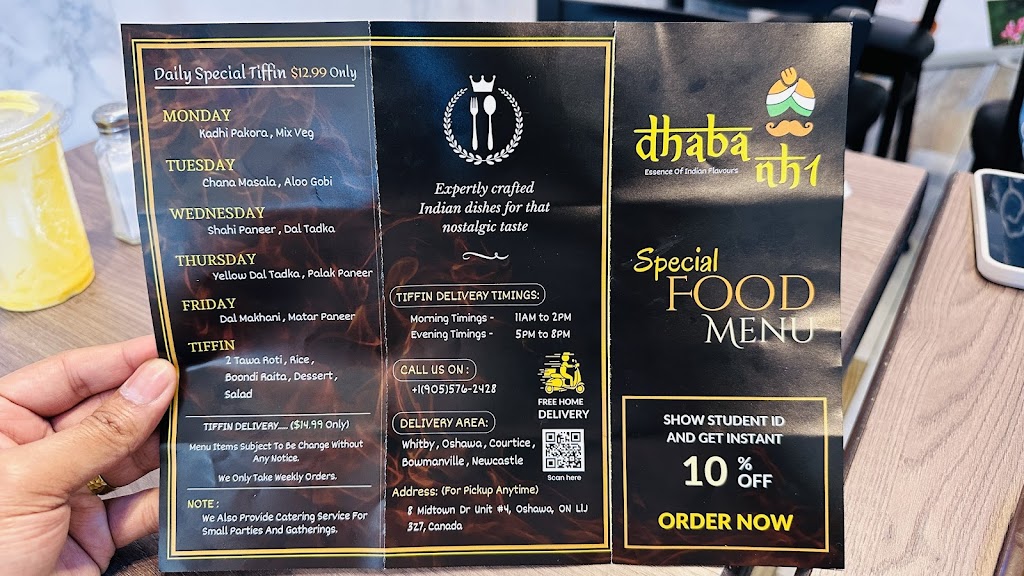 Daily Special Tiffin $12.99 Only
MONDAY
Kadhi Pakora , Mix Veg
TUESDAY
Chana Masala , Aloo Gobi
WEDNESDAY
Shahi Paneer , Dal Tadka
THURSDAY
Yellow Dal Tadka , Palak Paneer
FRIDAY
Dal Makhani , Matar Paneer
TIFFIN
2 Tawa Roti , Rice ,
Boondi Raita , Dessert ,
Salad
TIFFIN DELIVERY.... ($14.99 Only)
Menu Items Subject To Be Change Without
Any Notice.
We Only Take Weekly Orders.
NOTE :
We Also Provide Catering Service For
Small Parties And Gatherings.
Expertly crafted
Indian dishes for that
nostalgic taste
TIFFIN DELIVERY TIMINGS:
Morning Timings - 11AM to 2PM
Evening Timings - 5PM to 8PM
CALL US ON :
+1(905)576-2428
FREE HOME
DELIVERY
DELIVERY AREA:
Whitby , Oshawa , Courtice ,
Bowmanville , Newcastle
Scan here
Address: (For Pickup Anytime)
8 Midtown Dr Unit #4, Oshawa, ON L1J
3Z7, Canada
dhaba
nh1
Essence Of Indian Flavours
Special
FOOD
MENU
SHOW STUDENT ID
AND GET INSTANT
10 % OFF
ORDER NOW